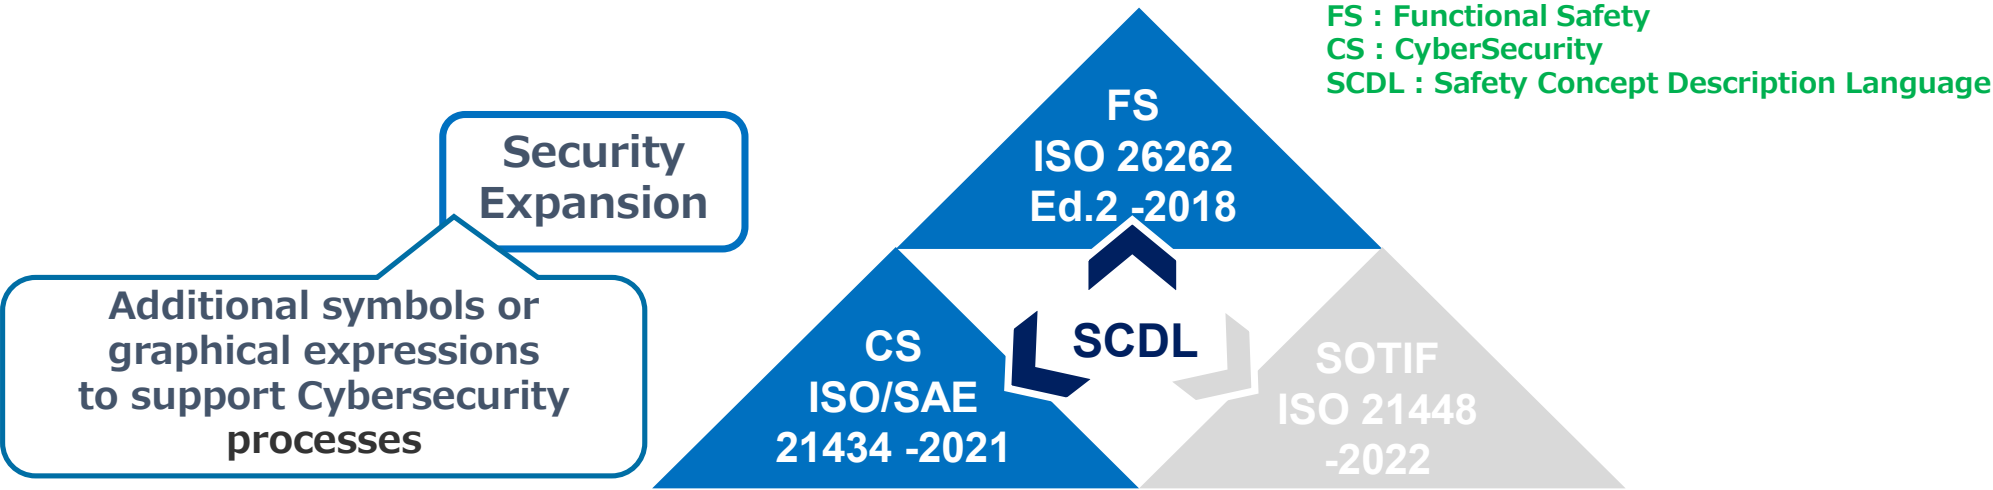 FS : Functional Safety
CS : CyberSecurity
SCDL : Safety Concept Description Language
Security
Expansion
Additional symbols or
graphical expressions
to support Cybersecurity
processes
FS
ISO 26262
Ed.2 -2018
SCDL
CS
ISO/SAE
21434 -2021
SOTIF
ISO 21448
-2022